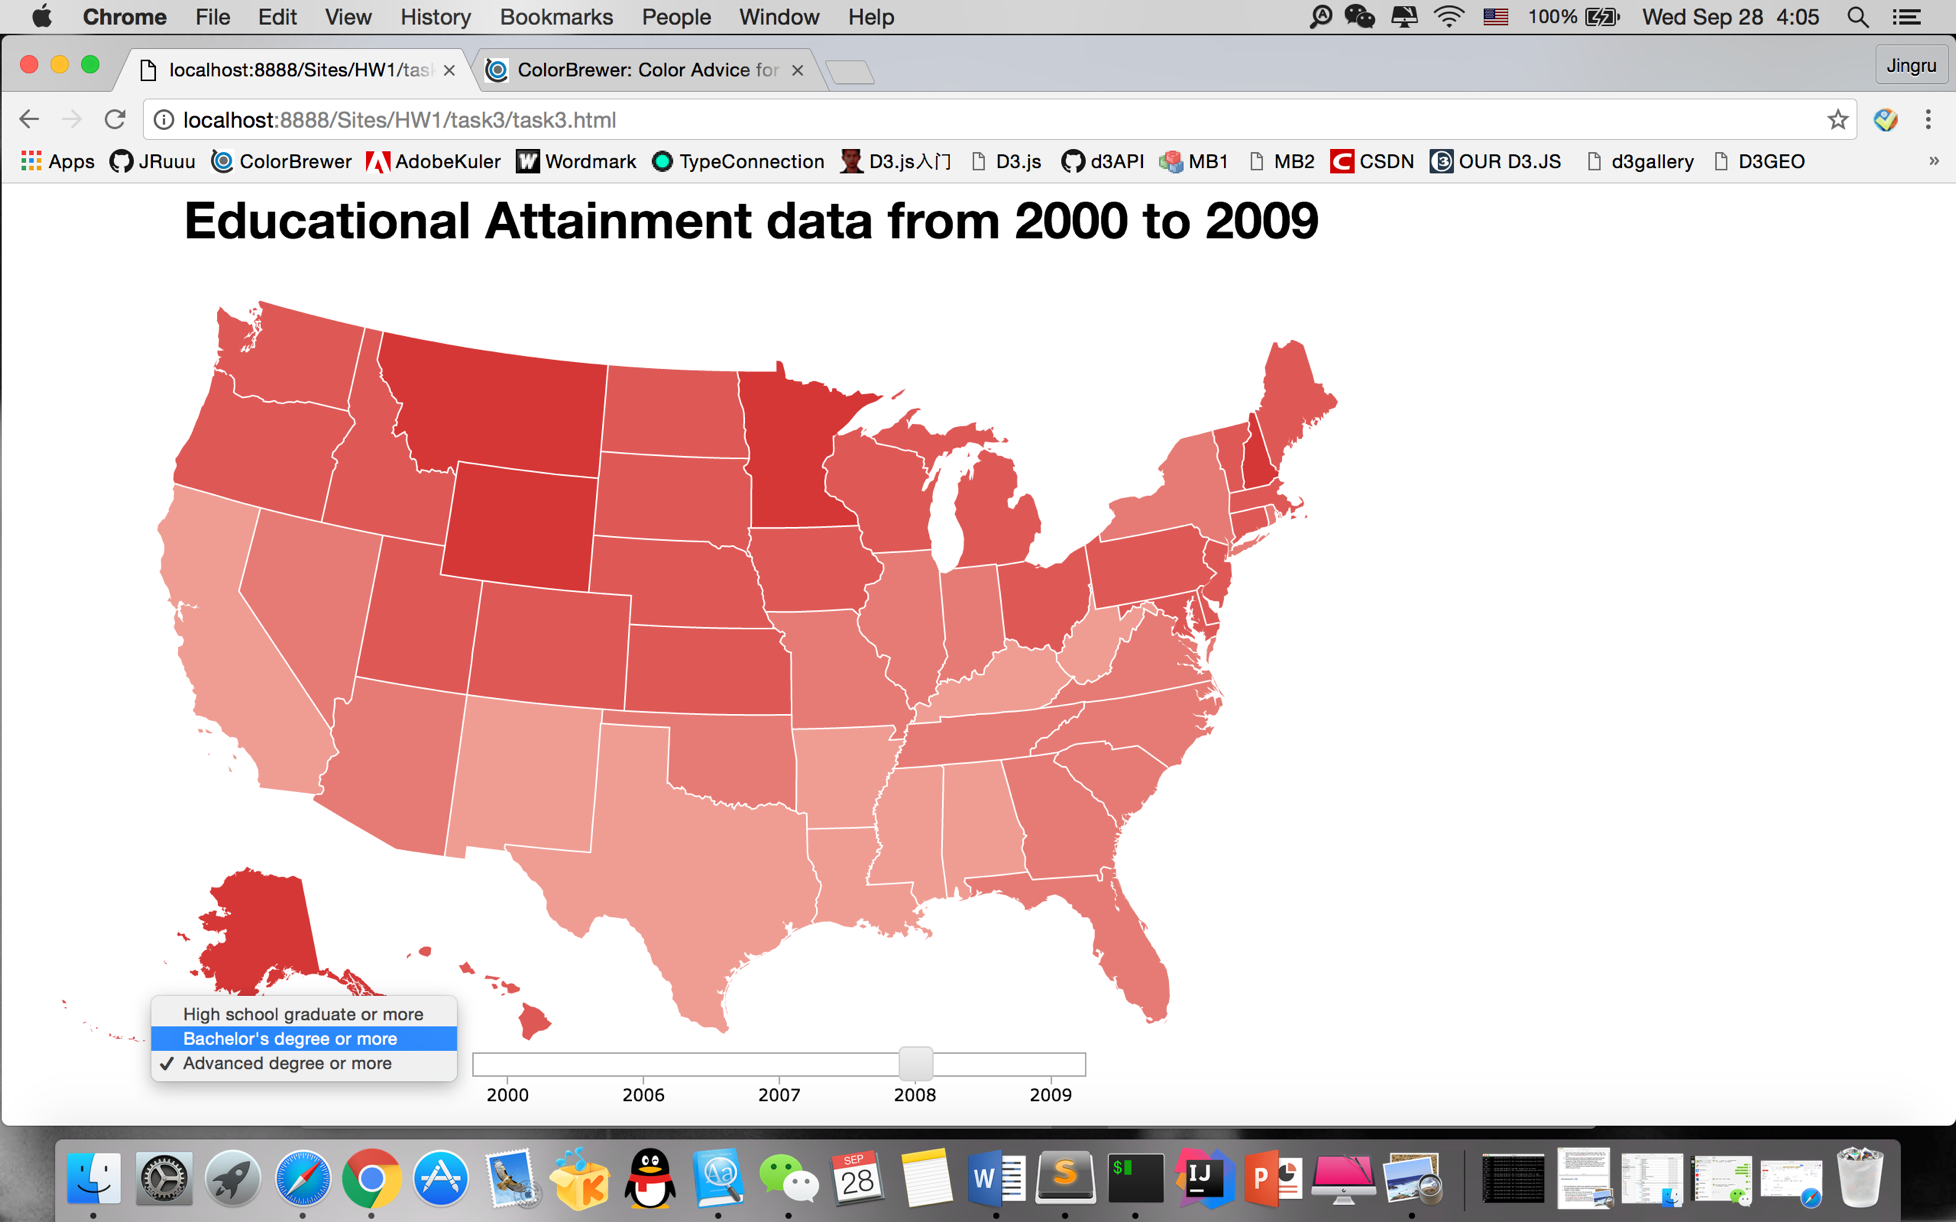 Chrome File Edit View History Bookmarks People Window Help 100% Wed Sep 28 4:05
localhost:8888/Sites/HW1/tas ColorBrewer: Color Advice for Jingru
localhost:8888/Sites/HW1/task3/task3.html
Apps JRuuu ColorBrewer AdobeKuler Wordmark TypeConnection D3.js入门 D3.js d3API MB1 MB2 CSDN OUR D3.JS d3gallery D3GEO »
Educational Attainment data from 2000 to 2009
High school graduate or more
Bachelor's degree or more
✓ Advanced degree or more
2000 2006 2007 2008 2009
SEP
28